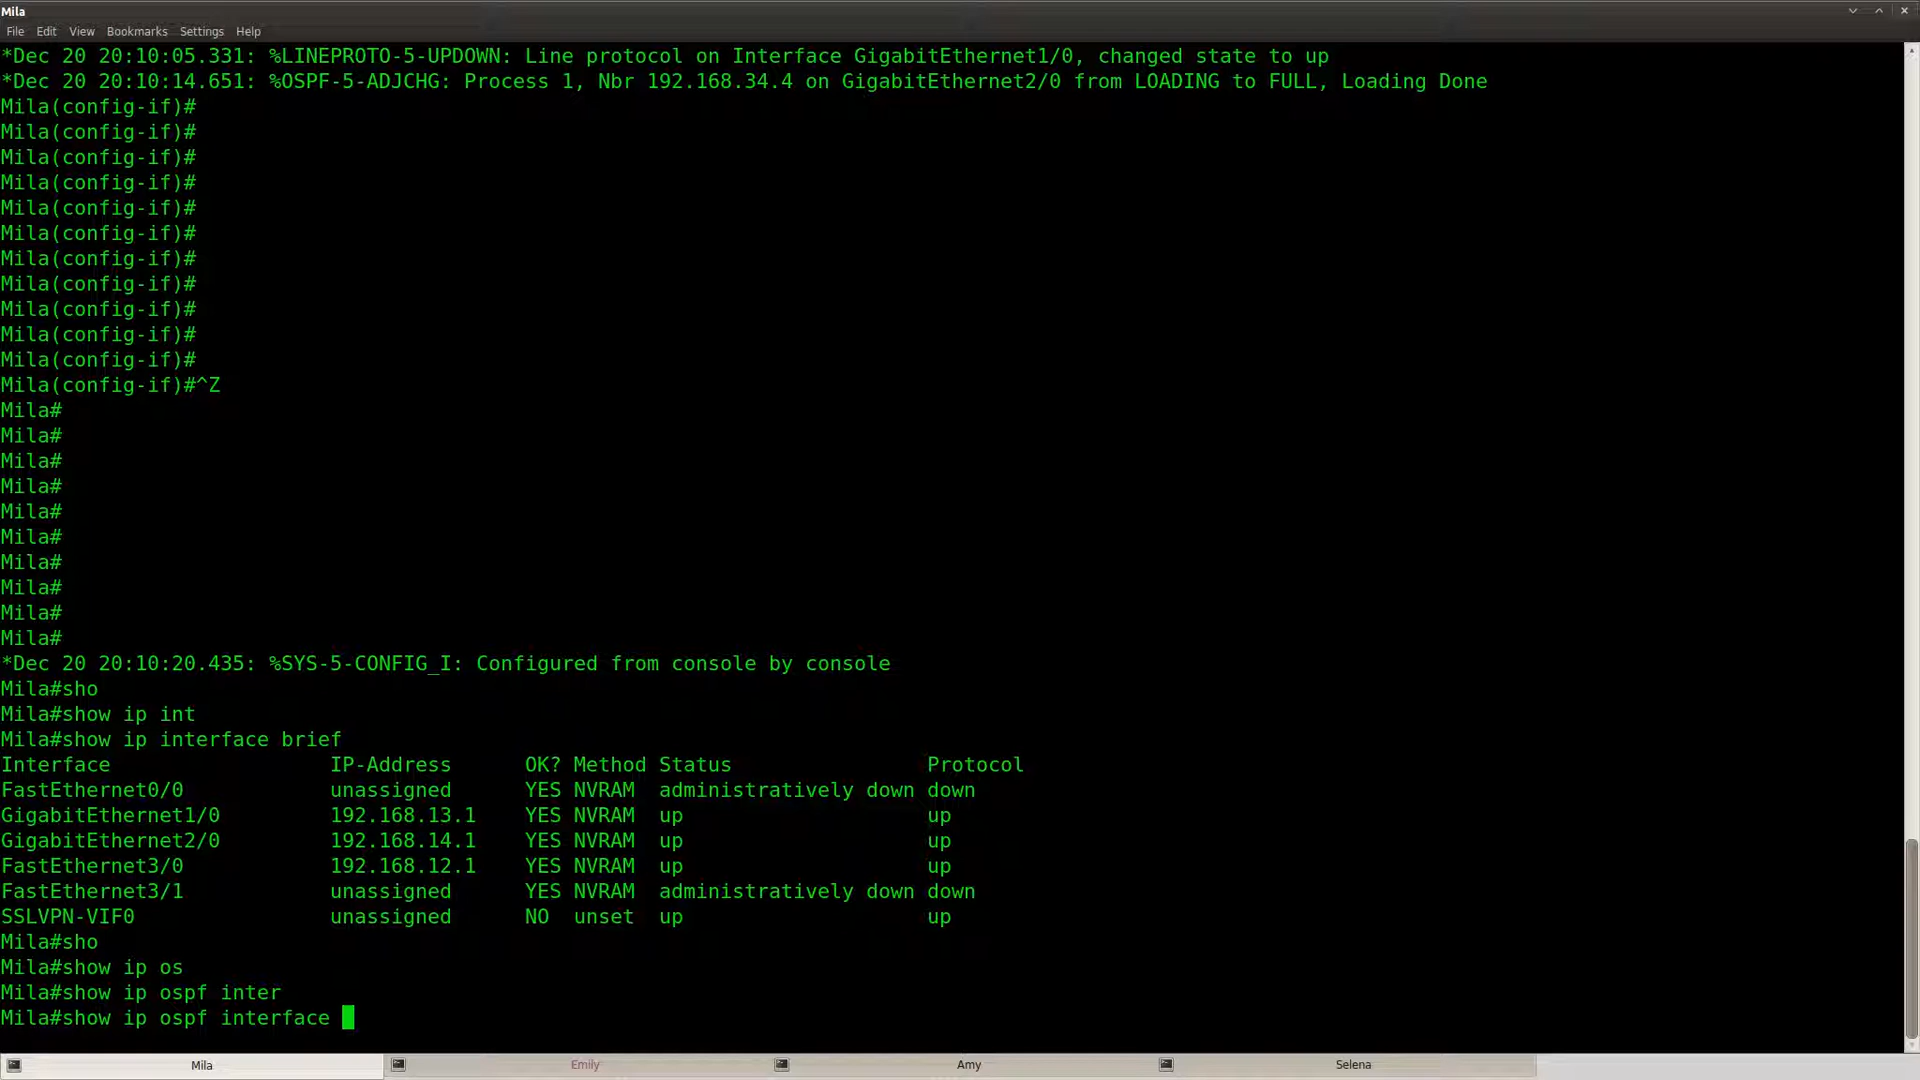 Mila
File Edit View Bookmarks Settings Help
*Dec 20 20:10:05.331: %LINEPROTO-5-UPDOWN: Line protocol on Interface GigabitEthernet1/0, changed state to up
*Dec 20 20:10:14.651: %OSPF-5-ADJCHG: Process 1, Nbr 192.168.34.4 on GigabitEthernet2/0 from LOADING to FULL, Loading Done
Mila(config-if)#
Mila(config-if)#
Mila(config-if)#
Mila(config-if)#
Mila(config-if)#
Mila(config-if)#
Mila(config-if)#
Mila(config-if)#
Mila(config-if)#
Mila(config-if)#
Mila(config-if)#
Mila(config-if)#^Z
Mila#
Mila#
Mila#
Mila#
Mila#
Mila#
Mila#
Mila#
Mila#
Mila#
*Dec 20 20:10:20.435: %SYS-5-CONFIG_I: Configured from console by console
Mila#sho
Mila#show ip int
Mila#show ip interface brief
Interface IP-Address OK? Method Status Protocol
FastEthernet0/0 unassigned YES NVRAM administratively down down
GigabitEthernet1/0 192.168.13.1 YES NVRAM up up
GigabitEthernet2/0 192.168.14.1 YES NVRAM up up
FastEthernet3/0 192.168.12.1 YES NVRAM up up
FastEthernet3/1 unassigned YES NVRAM administratively down down
SSLVPN-VIF0 unassigned NO unset up up
Mila#sho
Mila#show ip os
Mila#show ip ospf inter
Mila#show ip ospf interface
Mila Emily Amy Selena